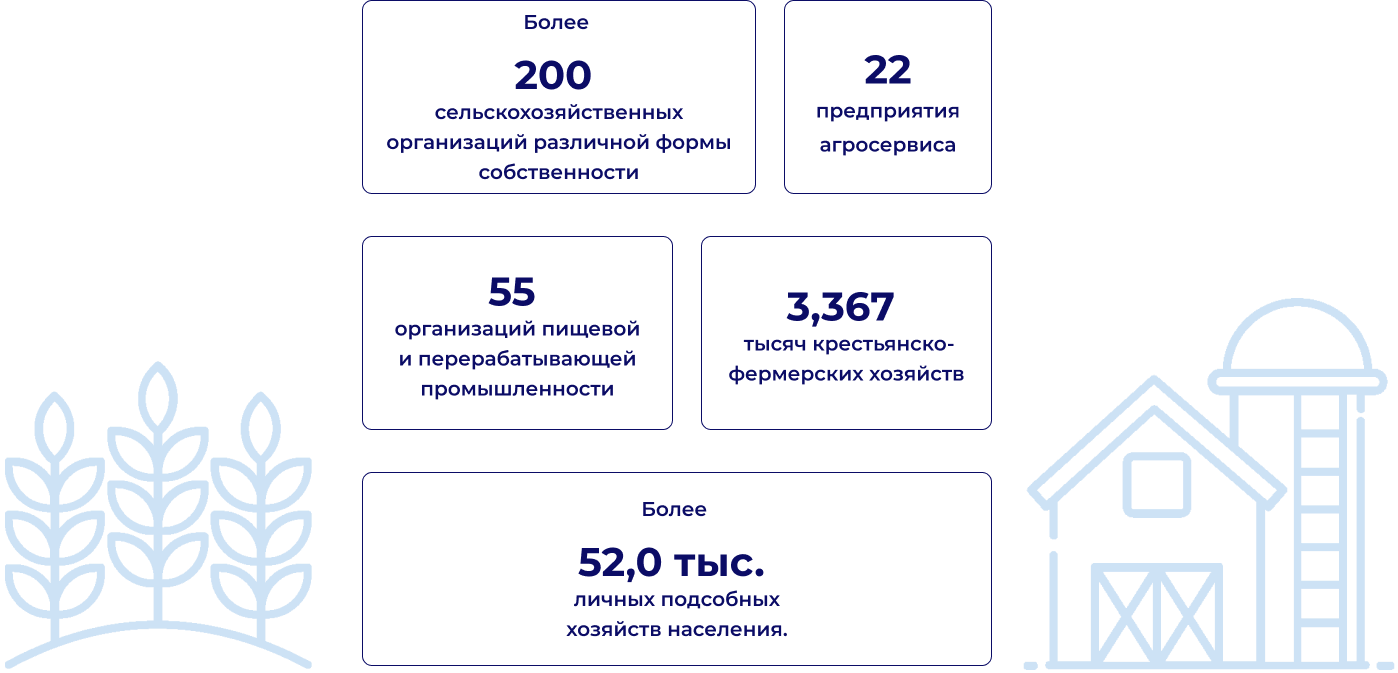 Более
200
сельскохозяйственных
организаций различной формы
собственности
22
предприятия
агросервиса
55
организаций пищевой
и перерабатывающей
промышленности
3,367
тысяч крестьянско-
фермерских хозяйств
Более
52,0 тыс.
личных подсобных
хозяйств населения.